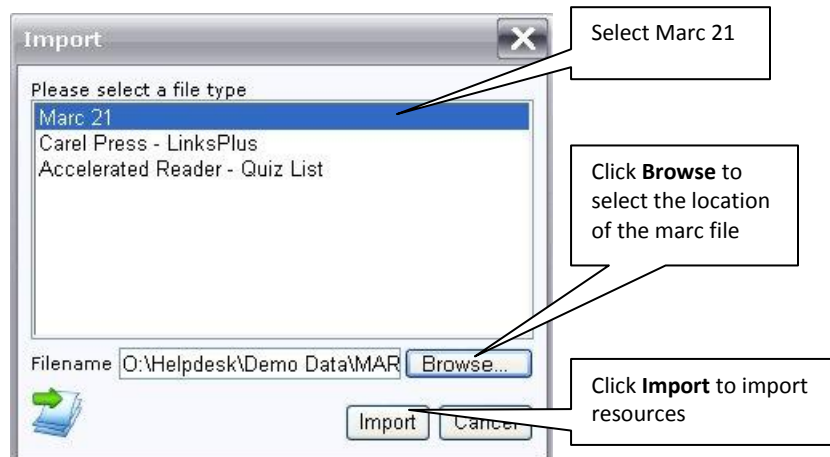 Import
Select Marc 21
Please select a file type
Marc 21
Carel Press - LinksPlus
Accelerated Reader - Quiz List
Click Browse to
select the location
of the marc file
Filename O:\Helpdesk\Demo Data\MAR Browse...
Click Import to import
resources
Import Cancel